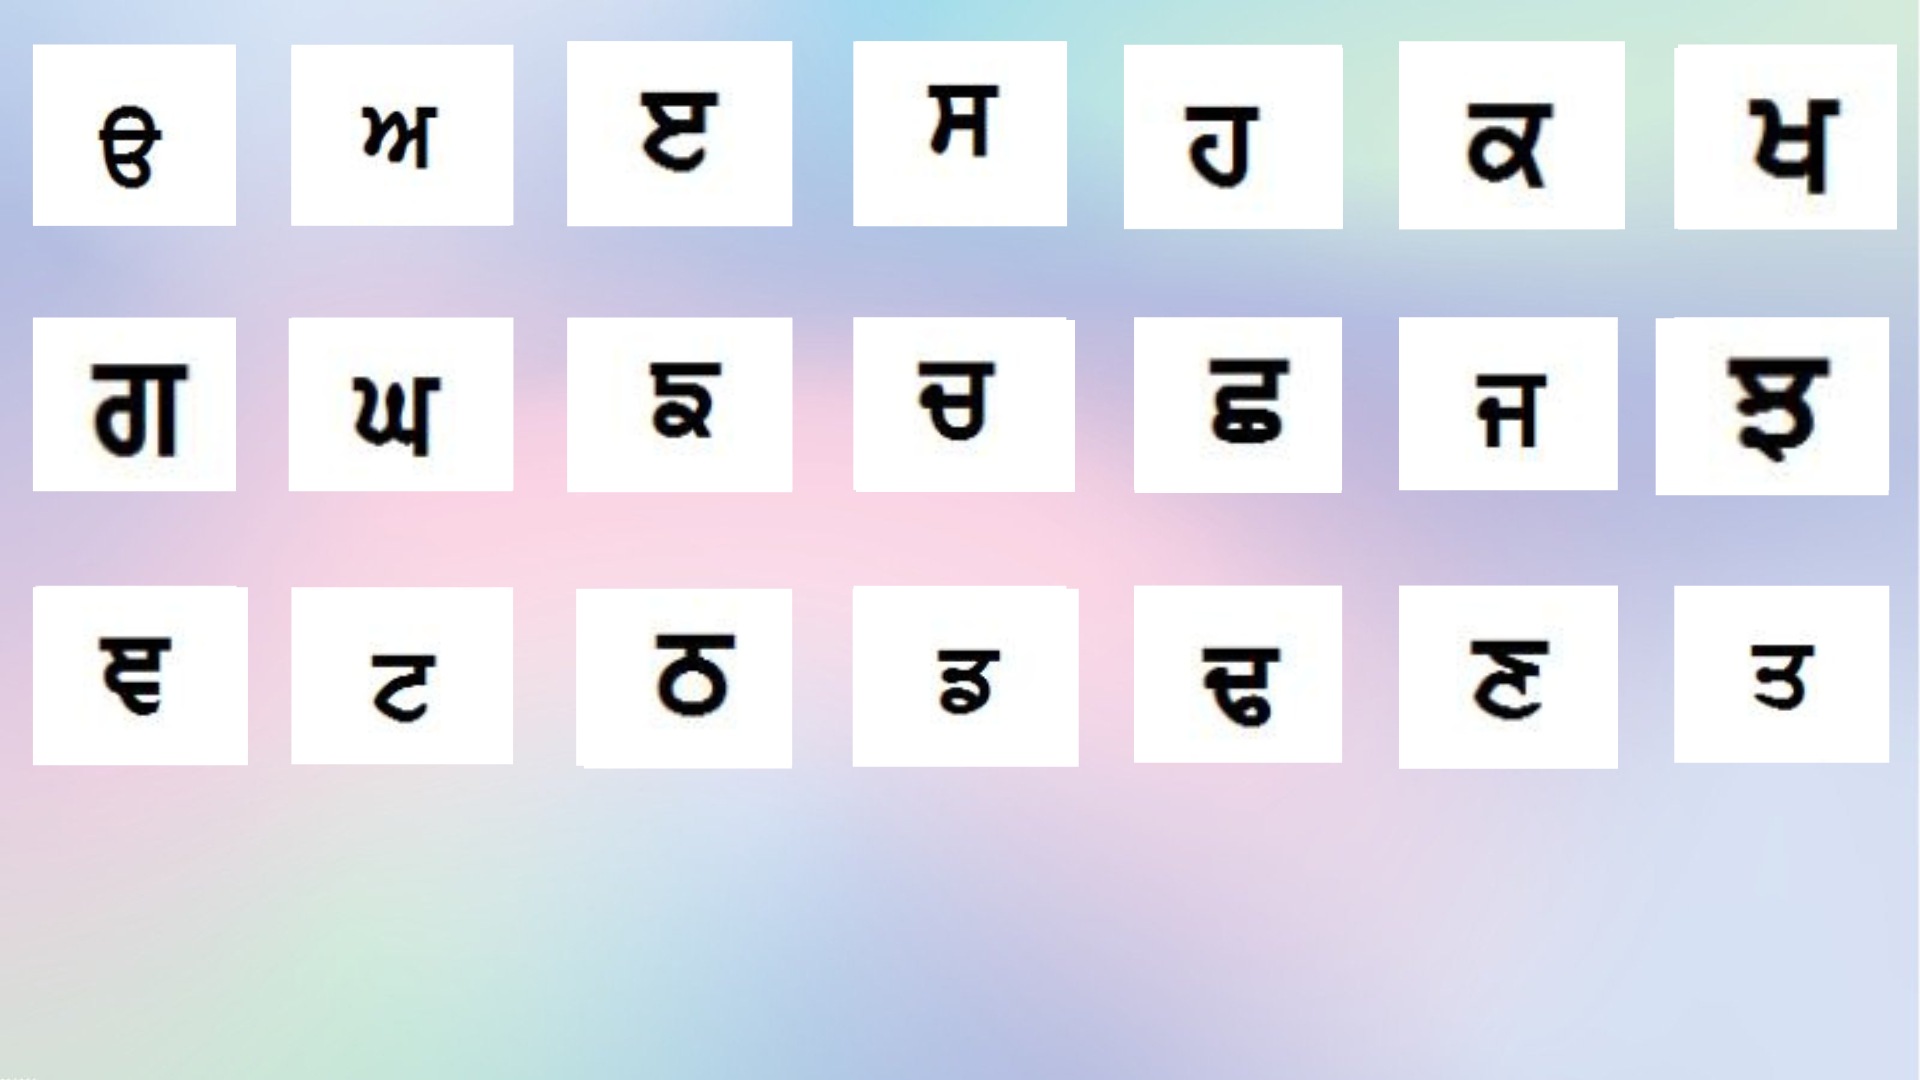 ੳ ਅ ੲ ਸ ਹ ਕ ਖ
ਗ ਘ ਙ ਚ ਛ ਜ ਝ
ਞ ਟ ਠ ਡ ਢ ਣ ਤ